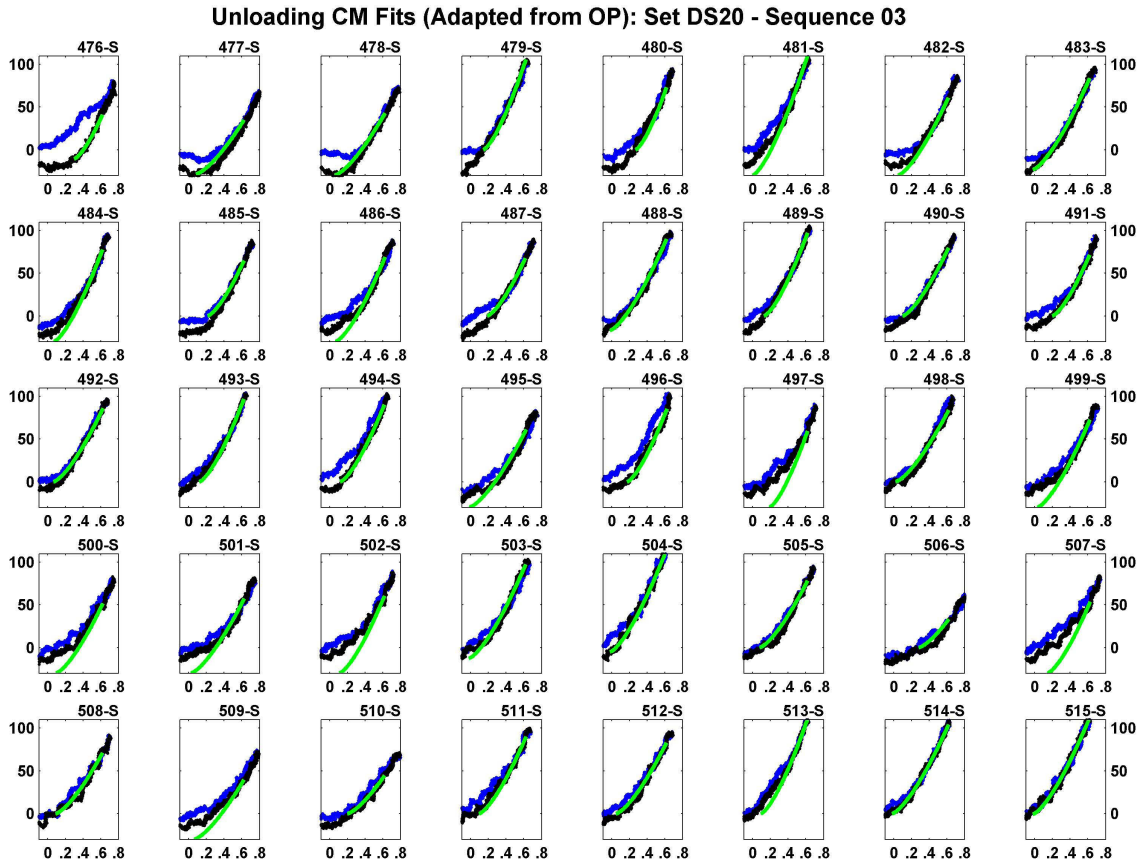 Unloading CM Fits (Adapted from OP): Set DS20 - Sequence 03
476-S 477-S 478-S 479-S 480-S 481-S 482-S 483-S
100 100
50 50
0 0
0 .2 .4 .6 .8 0 .2 .4 .6 .8 0 .2 .4 .6 .8 0 .2 .4 .6 .8 0 .2 .4 .6 .8 0 .2 .4 .6 .8 0 .2 .4 .6 .8 0 .2 .4 .6 .8
484-S 485-S 486-S 487-S 488-S 489-S 490-S 491-S
100 100
50 50
0 0
0 .2 .4 .6 .8 0 .2 .4 .6 .8 0 .2 .4 .6 .8 0 .2 .4 .6 .8 0 .2 .4 .6 .8 0 .2 .4 .6 .8 0 .2 .4 .6 .8 0 .2 .4 .6 .8
492-S 493-S 494-S 495-S 496-S 497-S 498-S 499-S
100 100
50 50
0 0
0 .2 .4 .6 .8 0 .2 .4 .6 .8 0 .2 .4 .6 .8 0 .2 .4 .6 .8 0 .2 .4 .6 .8 0 .2 .4 .6 .8 0 .2 .4 .6 .8 0 .2 .4 .6 .8
500-S 501-S 502-S 503-S 504-S 505-S 506-S 507-S
100 100
50 50
0 0
0 .2 .4 .6 .8 0 .2 .4 .6 .8 0 .2 .4 .6 .8 0 .2 .4 .6 .8 0 .2 .4 .6 .8 0 .2 .4 .6 .8 0 .2 .4 .6 .8 0 .2 .4 .6 .8
508-S 509-S 510-S 511-S 512-S 513-S 514-S 515-S
100 100
50 50
0 0
0 .2 .4 .6 .8 0 .2 .4 .6 .8 0 .2 .4 .6 .8 0 .2 .4 .6 .8 0 .2 .4 .6 .8 0 .2 .4 .6 .8 0 .2 .4 .6 .8 0 .2 .4 .6 .8